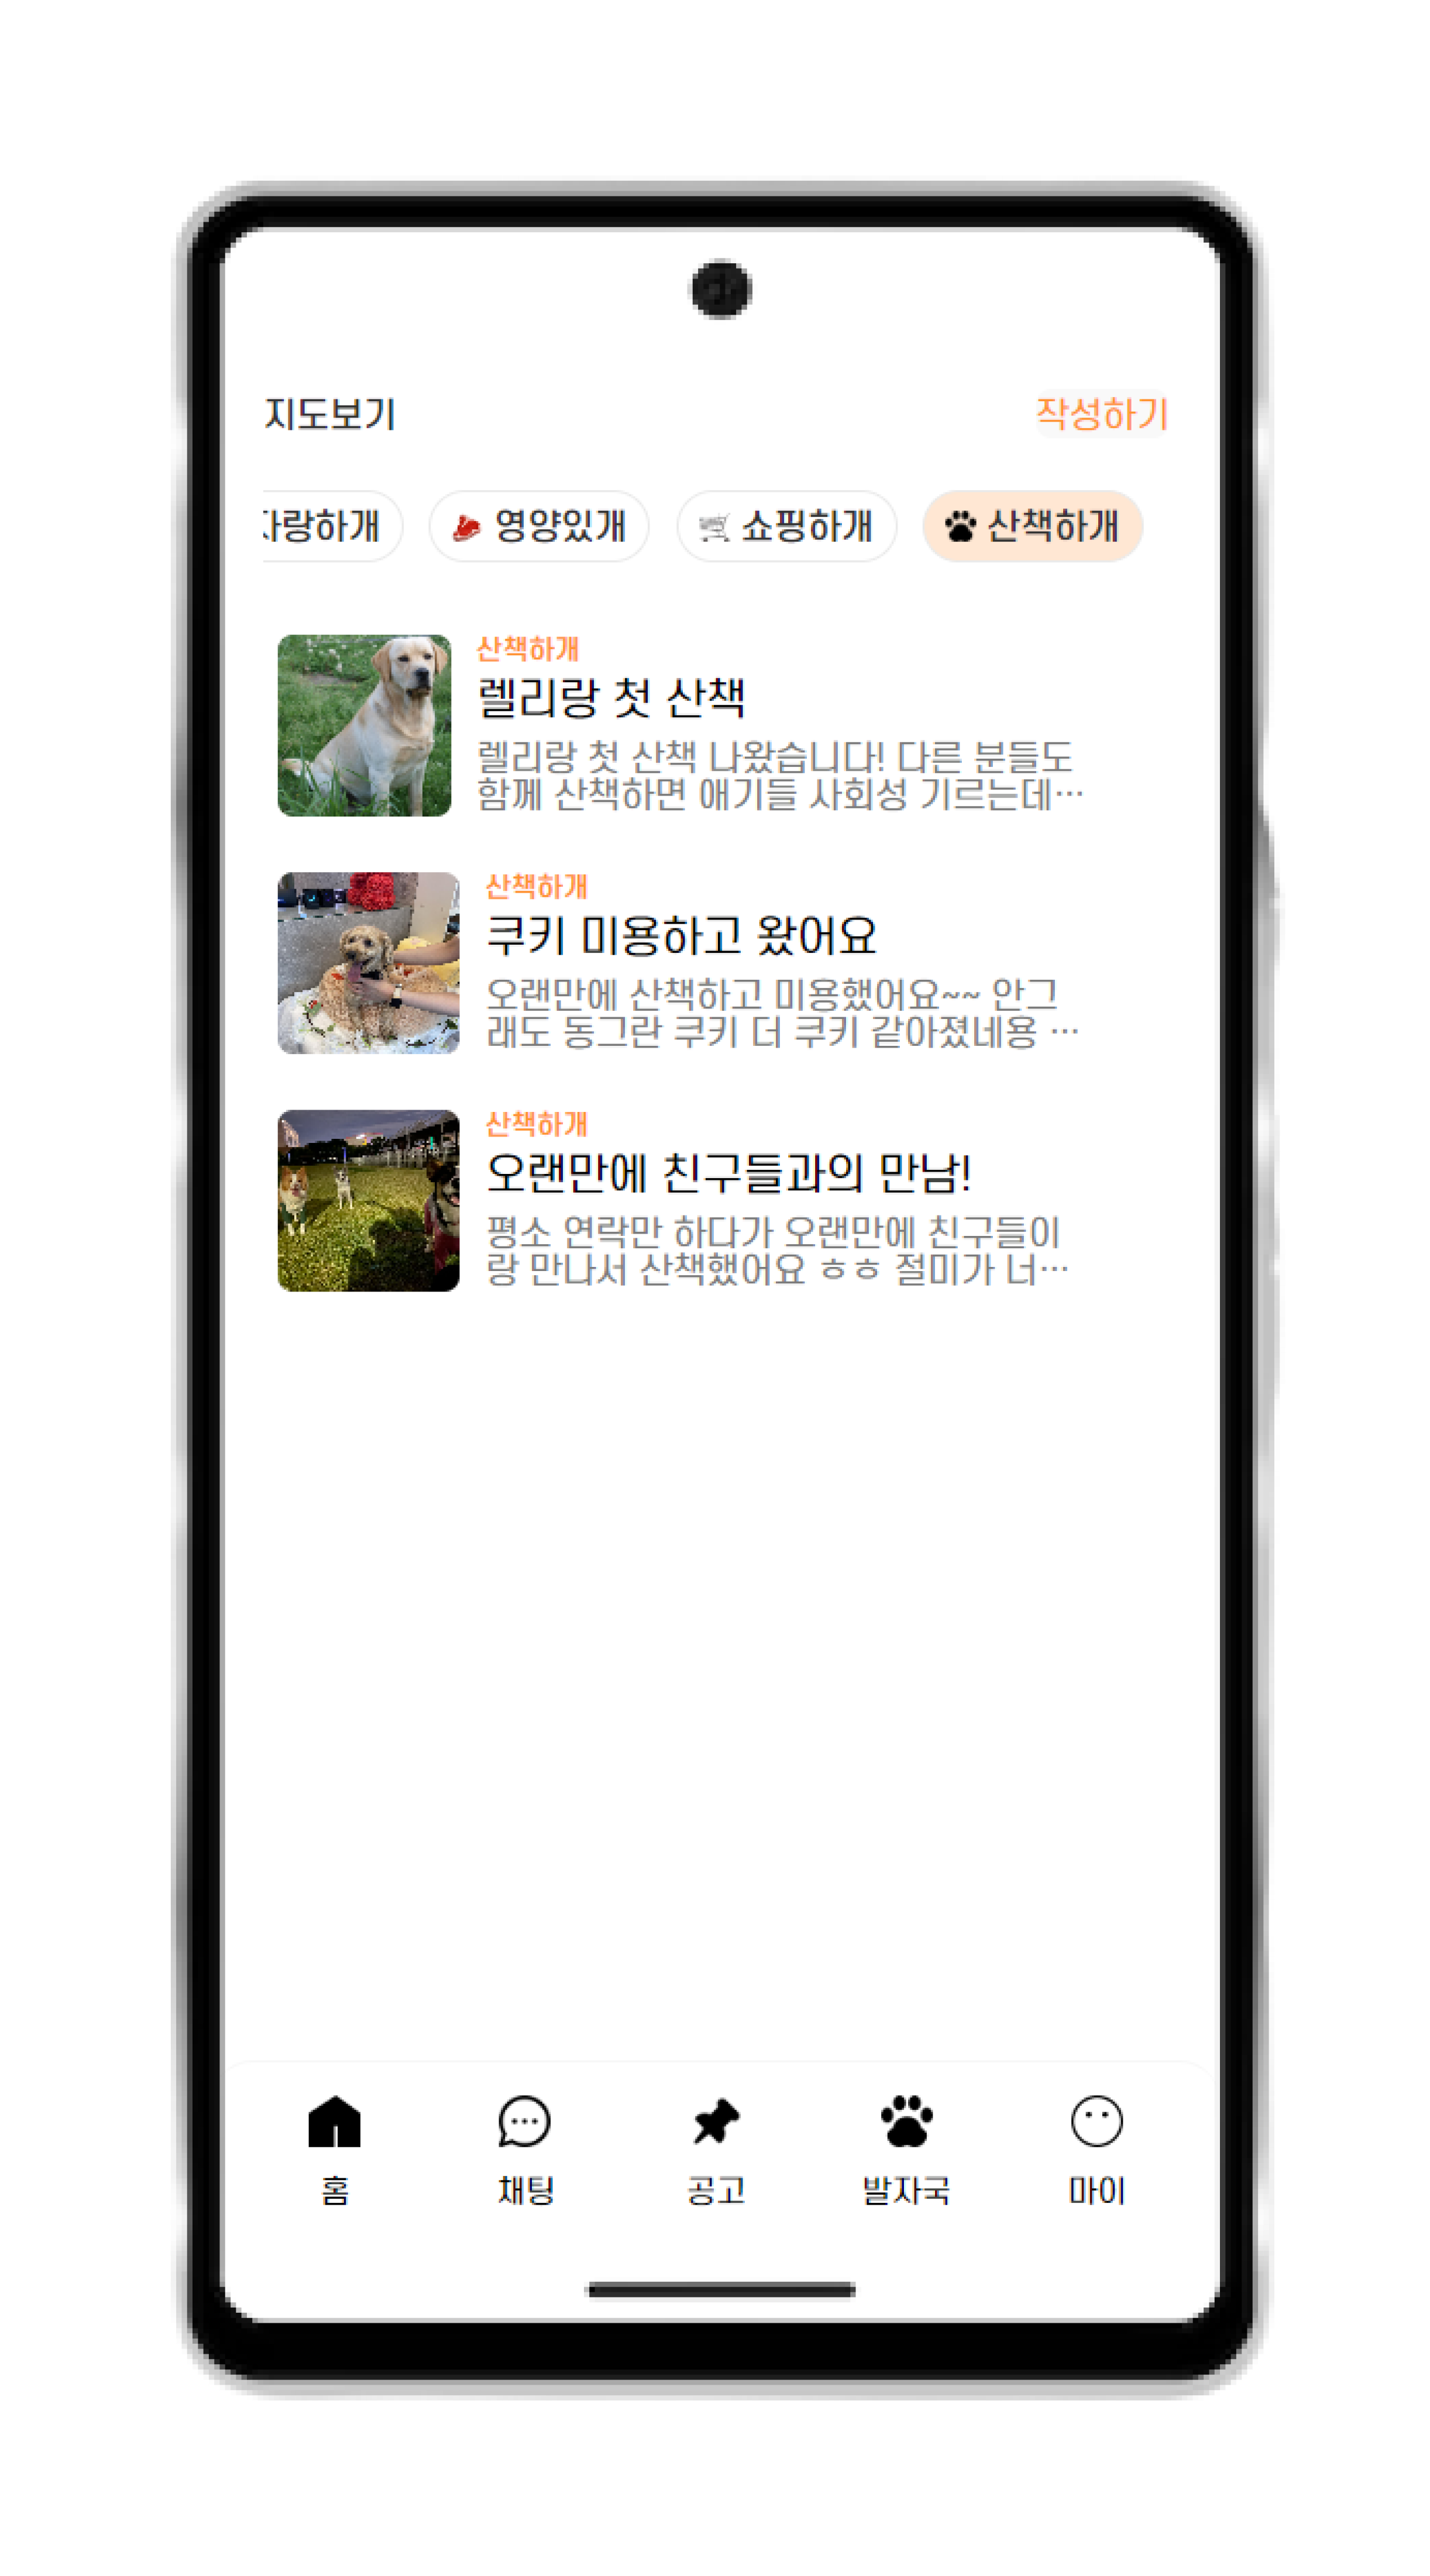 지도보기
작성하기
자랑하개
영양있개
쇼핑하개
산책하개
산책하개
렐리랑 첫 산책
렐리랑 첫 산책 나왔습니다! 다른 분들도
함께 산책하면 애기들 사회성 기르는데…
산책하개
쿠키 미용하고 왔어요
오랜만에 산책하고 미용했어요~~ 안그
래도 동그란 쿠키 더 쿠키 같아졌네용 …
산책하개
오랜만에 친구들과의 만남!
평소 연락만 하다가 오랜만에 친구들이
랑 만나서 산책했어요 ㅎㅎ 절미가 너…
홈
채팅
공고
발자국
마이